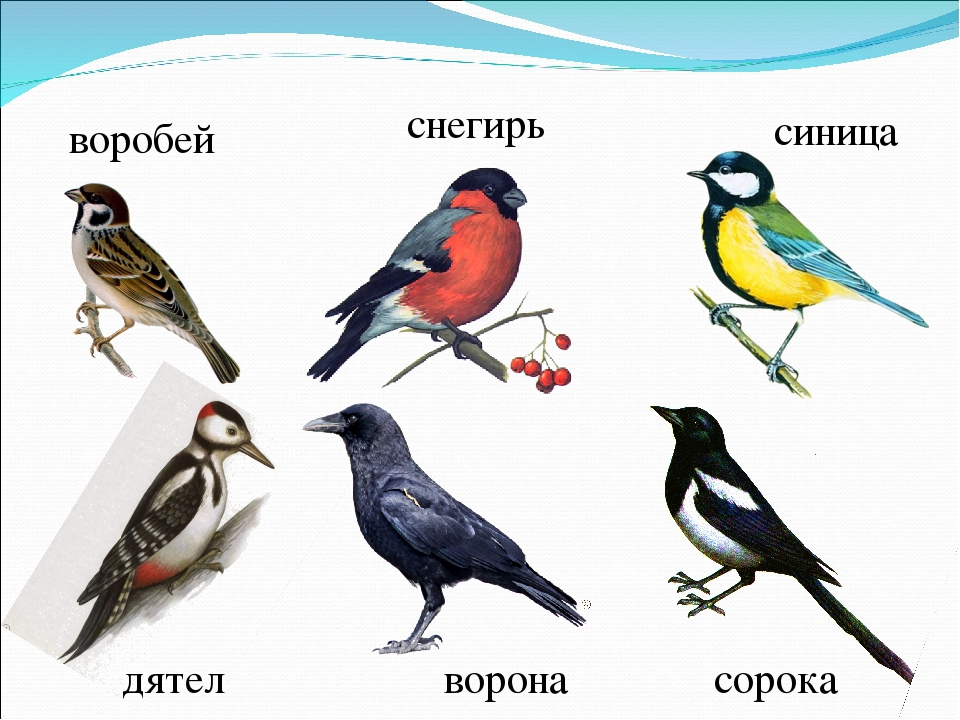 воробей
снегирь
синица
дятел
ворона
сорока